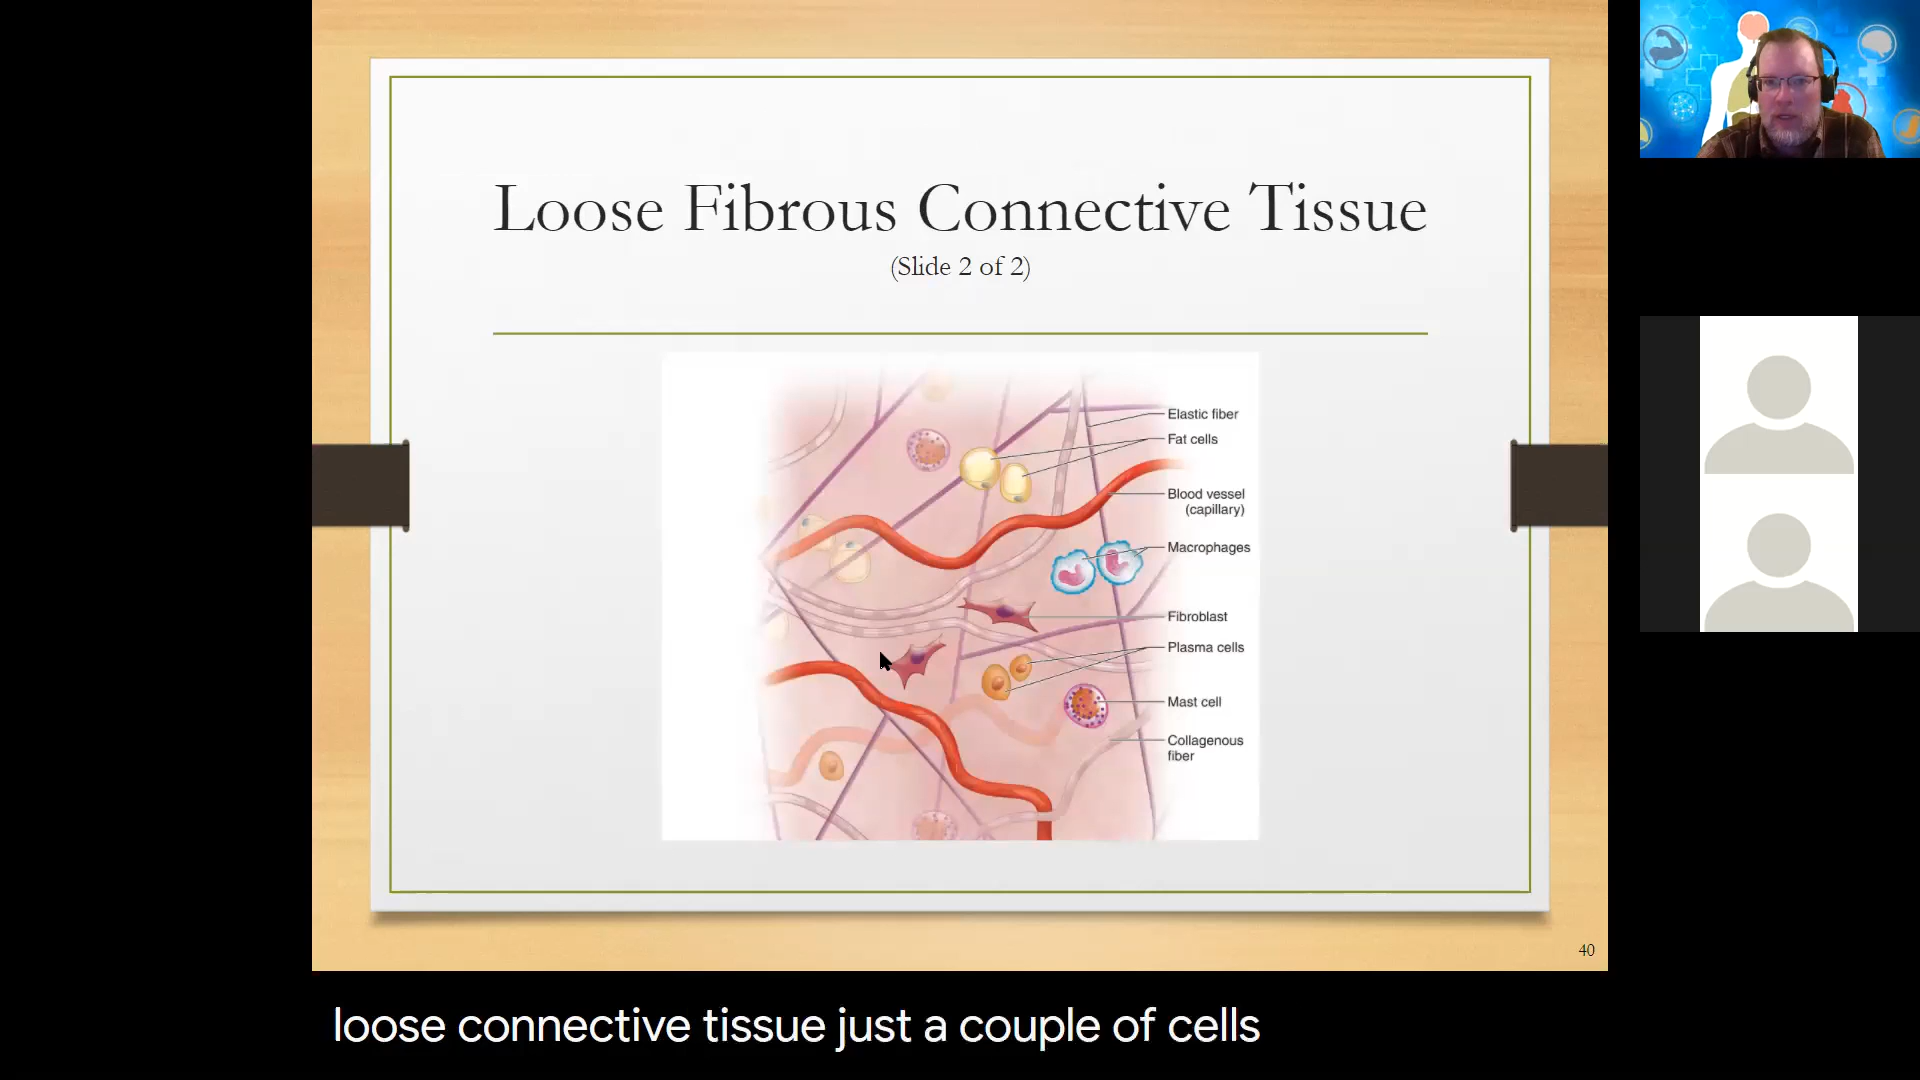 Loose Fibrous Connective Tissue
(Slide 2 of 2)
Elastic fiber
Fat cells
Blood vessel
(capillary)
Macrophages
Fibroblast
Plasma cells
Mast cell
Collagenous
fiber
40
loose connective tissue just a couple of cells